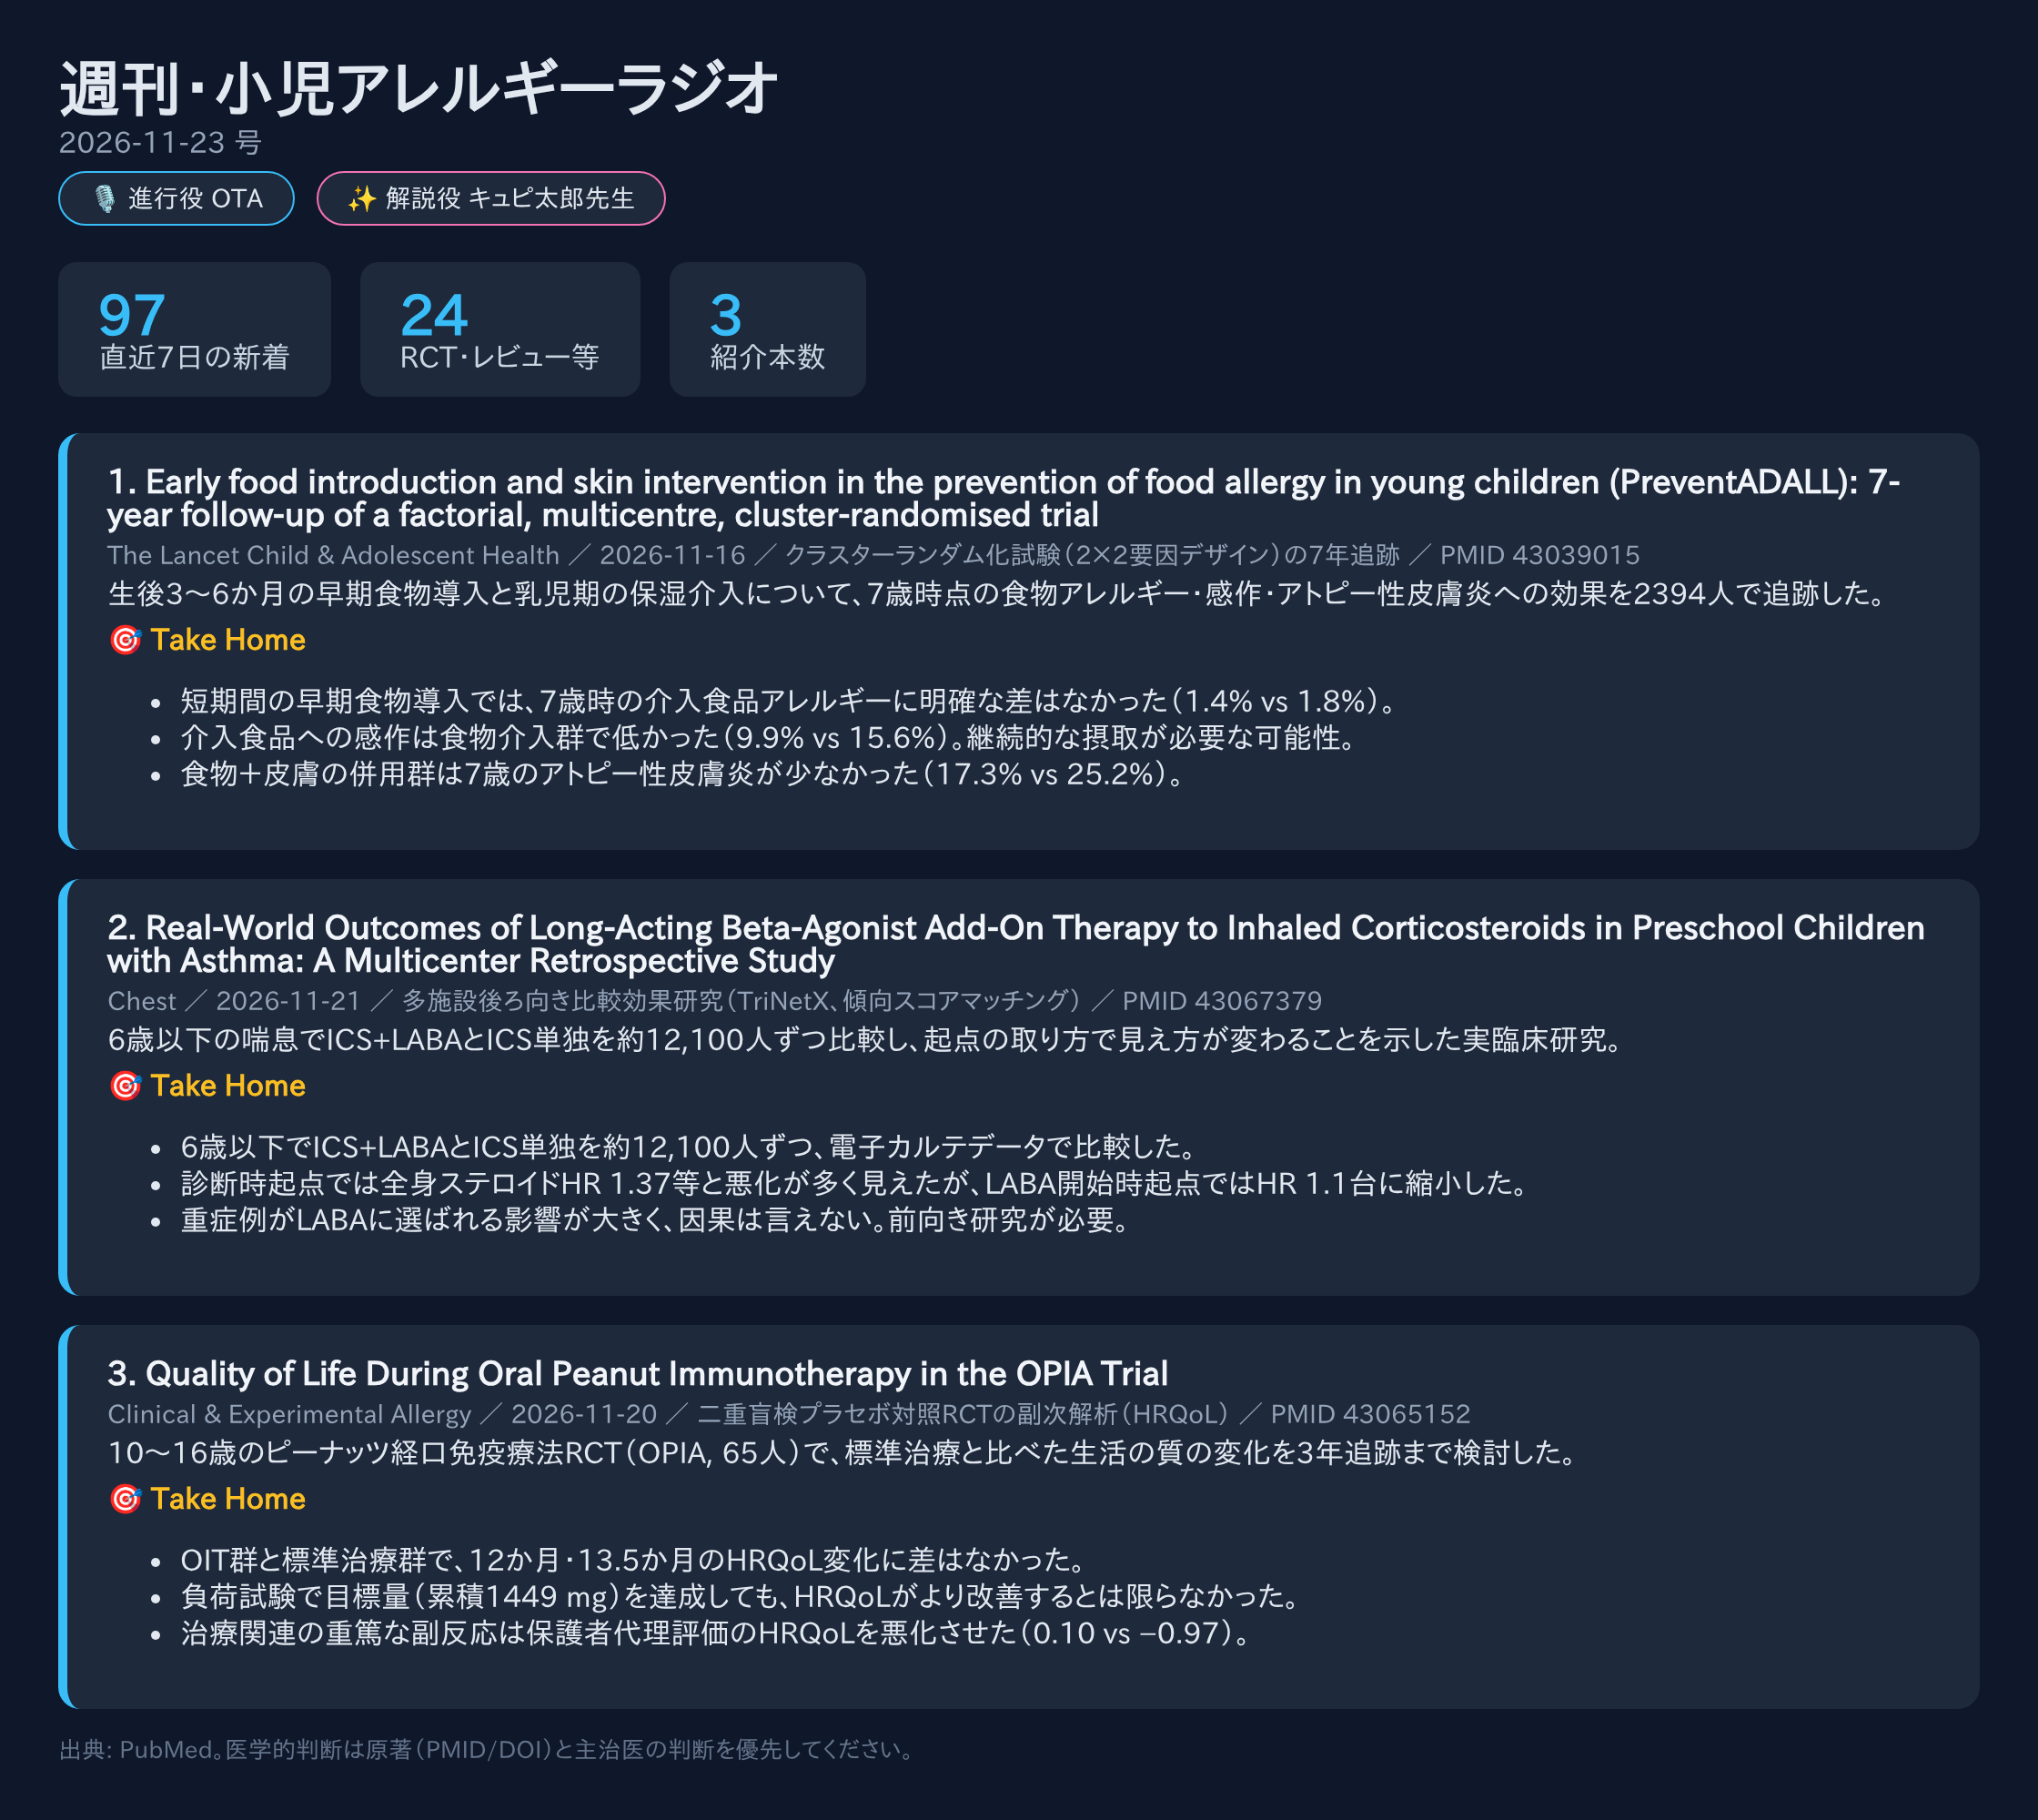 週刊·小児アレルギーラジオ
2026-11-23 号
🎙️ 進行役 OTA
✨ 解説役 キュピ太郎先生
97
直近7日の新着
24
RCT·レビュー等
3
紹介本数
1. Early food introduction and skin intervention in the prevention of food allergy in young children (PreventADALL): 7-
year follow-up of a factorial, multicentre, cluster-randomised trial
The Lancet Child & Adolescent Health ／ 2026-11-16 ／ クラスターランダム化試験（2×2要因デザイン）の7年追跡 ／ PMID 43039015
生後3〜6か月の早期食物導入と乳児期の保湿介入について、7歳時点の食物アレルギー·感作·アトピー性皮膚炎への効果を2394人で追跡した。
🎯 Take Home
• 短期間の早期食物導入では、7歳時の介入食品アレルギーに明確な差はなかった（1.4% vs 1.8%）。
• 介入食品への感作は食物介入群で低かった（9.9% vs 15.6%）。継続的な摂取が必要な可能性。
• 食物＋皮膚の併用群は7歳のアトピー性皮膚炎が少なかった（17.3% vs 25.2%）。
2. Real-World Outcomes of Long-Acting Beta-Agonist Add-On Therapy to Inhaled Corticosteroids in Preschool Children
with Asthma: A Multicenter Retrospective Study
Chest ／ 2026-11-21 ／ 多施設後ろ向き比較効果研究（TriNetX、傾向スコアマッチング） ／ PMID 43067379
6歳以下の喘息でICS+LABAとICS単独を約12,100人ずつ比較し、起点の取り方で見え方が変わることを示した実臨床研究。
🎯 Take Home
• 6歳以下でICS+LABAとICS単独を約12,100人ずつ、電子カルテデータで比較した。
• 診断時起点では全身ステロイドHR 1.37等と悪化が多く見えたが、LABA開始時起点ではHR 1.1台に縮小した。
• 重症例がLABAに選ばれる影響が大きく、因果は言えない。前向き研究が必要。
3. Quality of Life During Oral Peanut Immunotherapy in the OPIA Trial
Clinical & Experimental Allergy ／ 2026-11-20 ／ 二重盲検プラセボ対照RCTの副次解析（HRQoL） ／ PMID 43065152
10〜16歳のピーナッツ経口免疫療法RCT（OPIA, 65人）で、標準治療と比べた生活の質の変化を3年追跡まで検討した。
🎯 Take Home
• OIT群と標準治療群で、12か月·13.5か月のHRQoL変化に差はなかった。
• 負荷試験で目標量（累積1449 mg）を達成しても、HRQoLがより改善するとは限らなかった。
• 治療関連の重篤な副反応は保護者代理評価のHRQoLを悪化させた（0.10 vs −0.97）。
出典: PubMed。医学的判断は原著（PMID/DOI）と主治医の判断を優先してください。